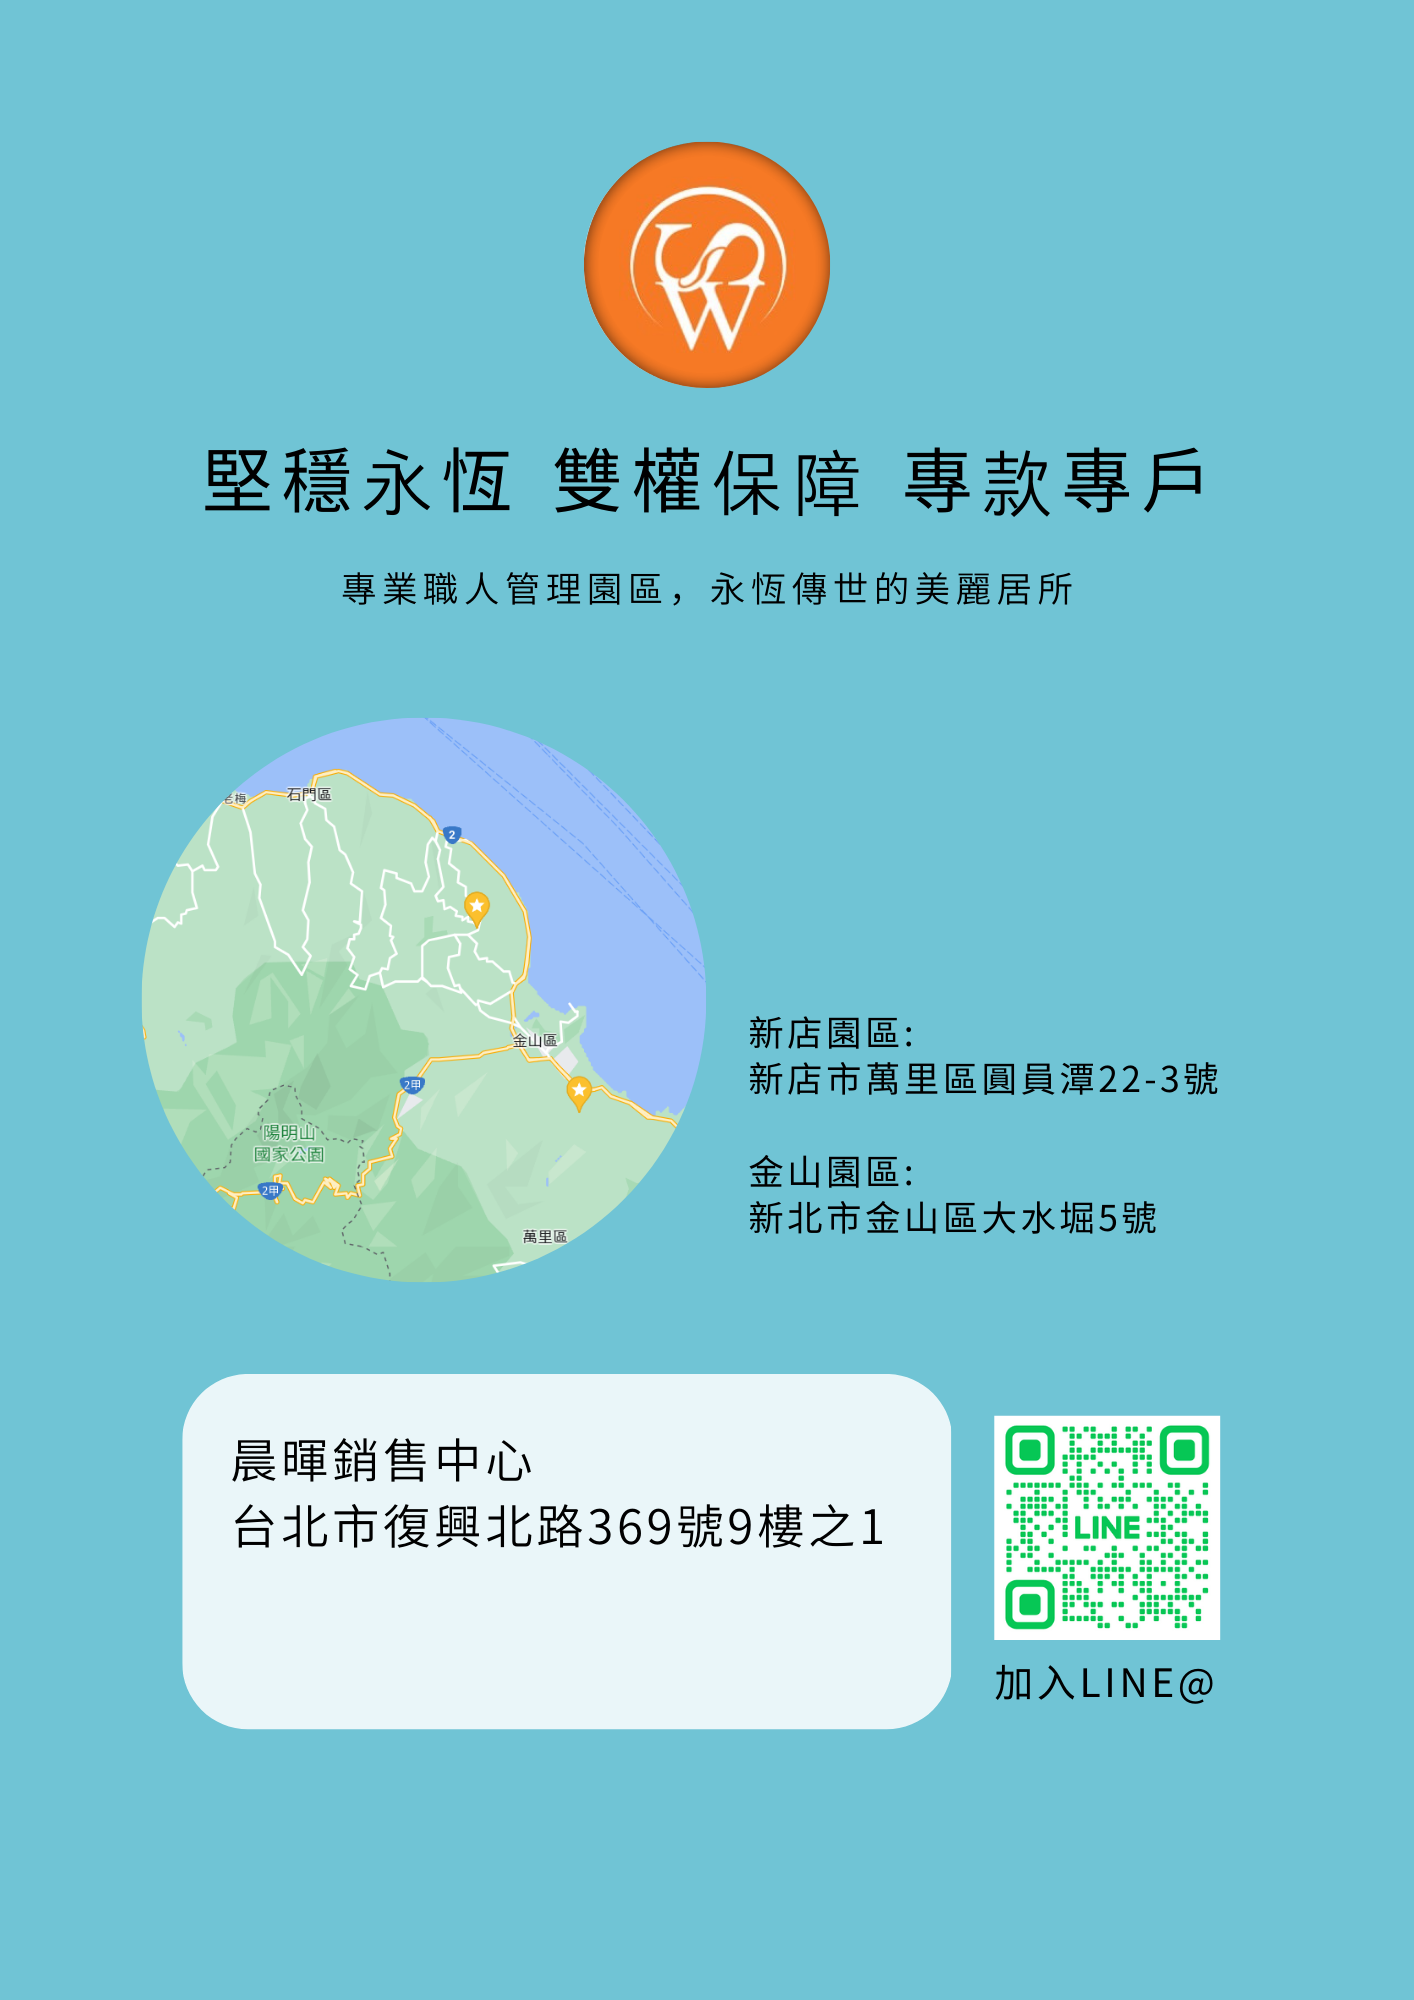 SW
堅穩永恆 雙權保障 專款專戶
專業職人管理園區，永恆傳世的美麗居所
老梅
石門區
2
金山區
2甲
陽明山
國家公園
2甲
萬里區
新店園區:
新店市萬里區圓員潭22-3號
金山園區:
新北市金山區大水堀5號
晨暉銷售中心
台北市復興北路369號9樓之1
LINE
加入LINE@